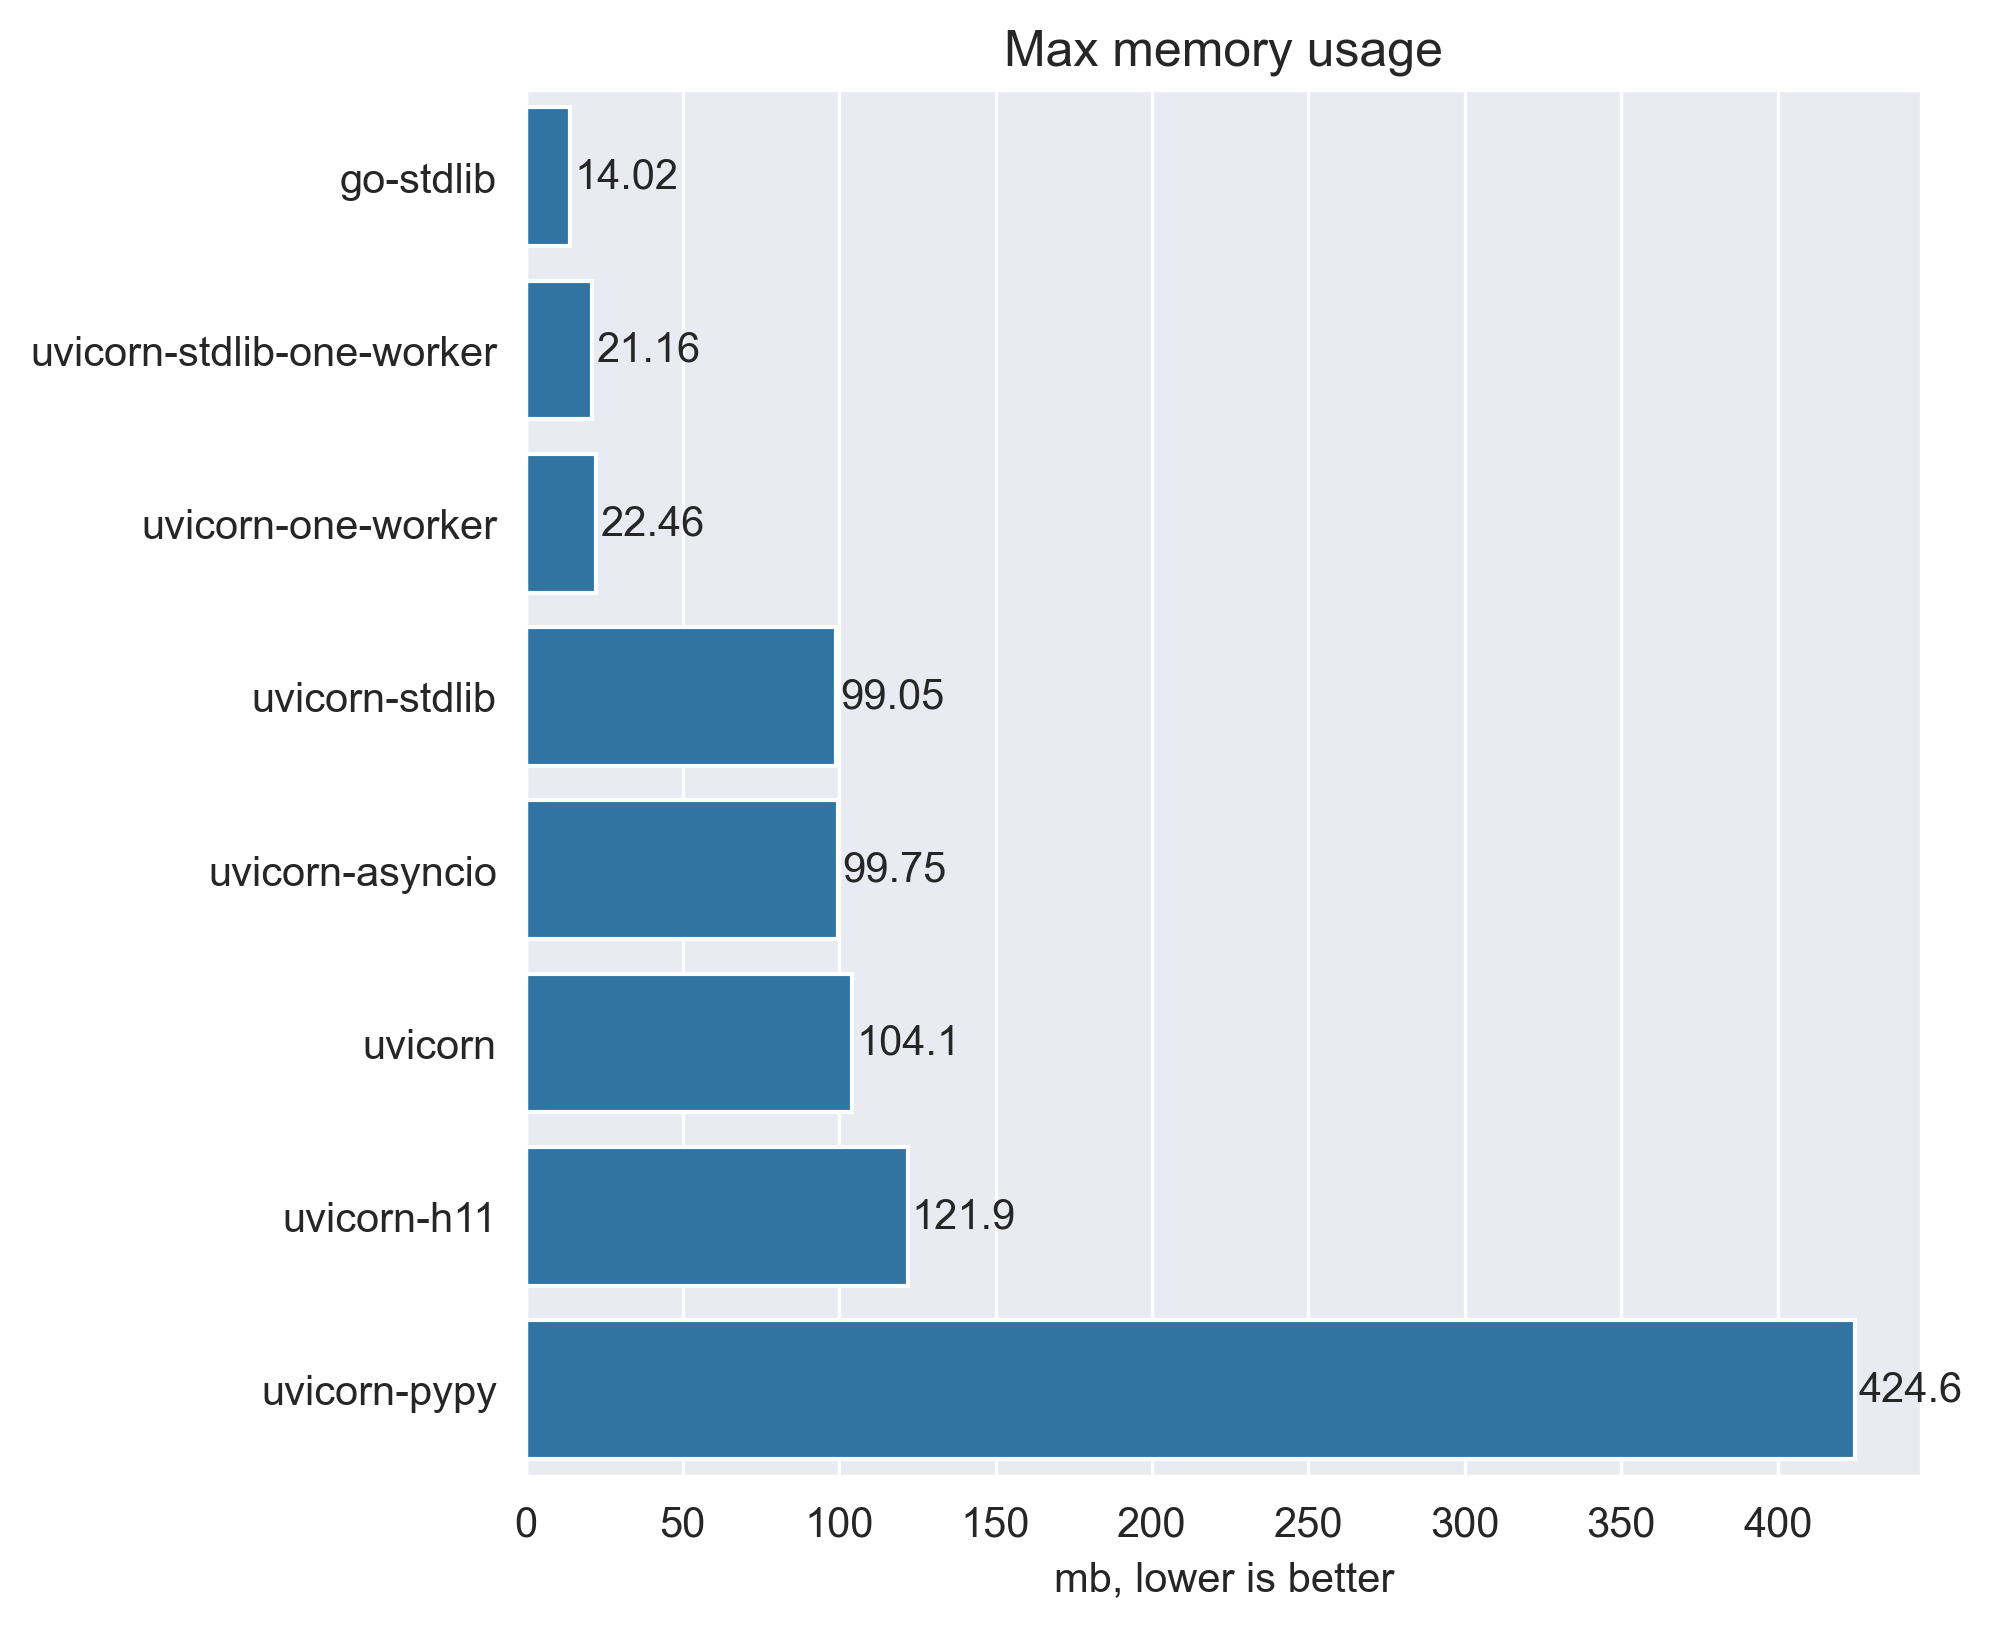 Max memory usage
go-stdlib 14.02
uvicorn-stdlib-one-worker 21.16
uvicorn-one-worker 22.46
uvicorn-stdlib 99.05
uvicorn-asyncio 99.75
uvicorn 104.1
uvicorn-h11 121.9
uvicorn-pypy 424.6
0 50 100 150 200 250 300 350 400
mb, lower is better